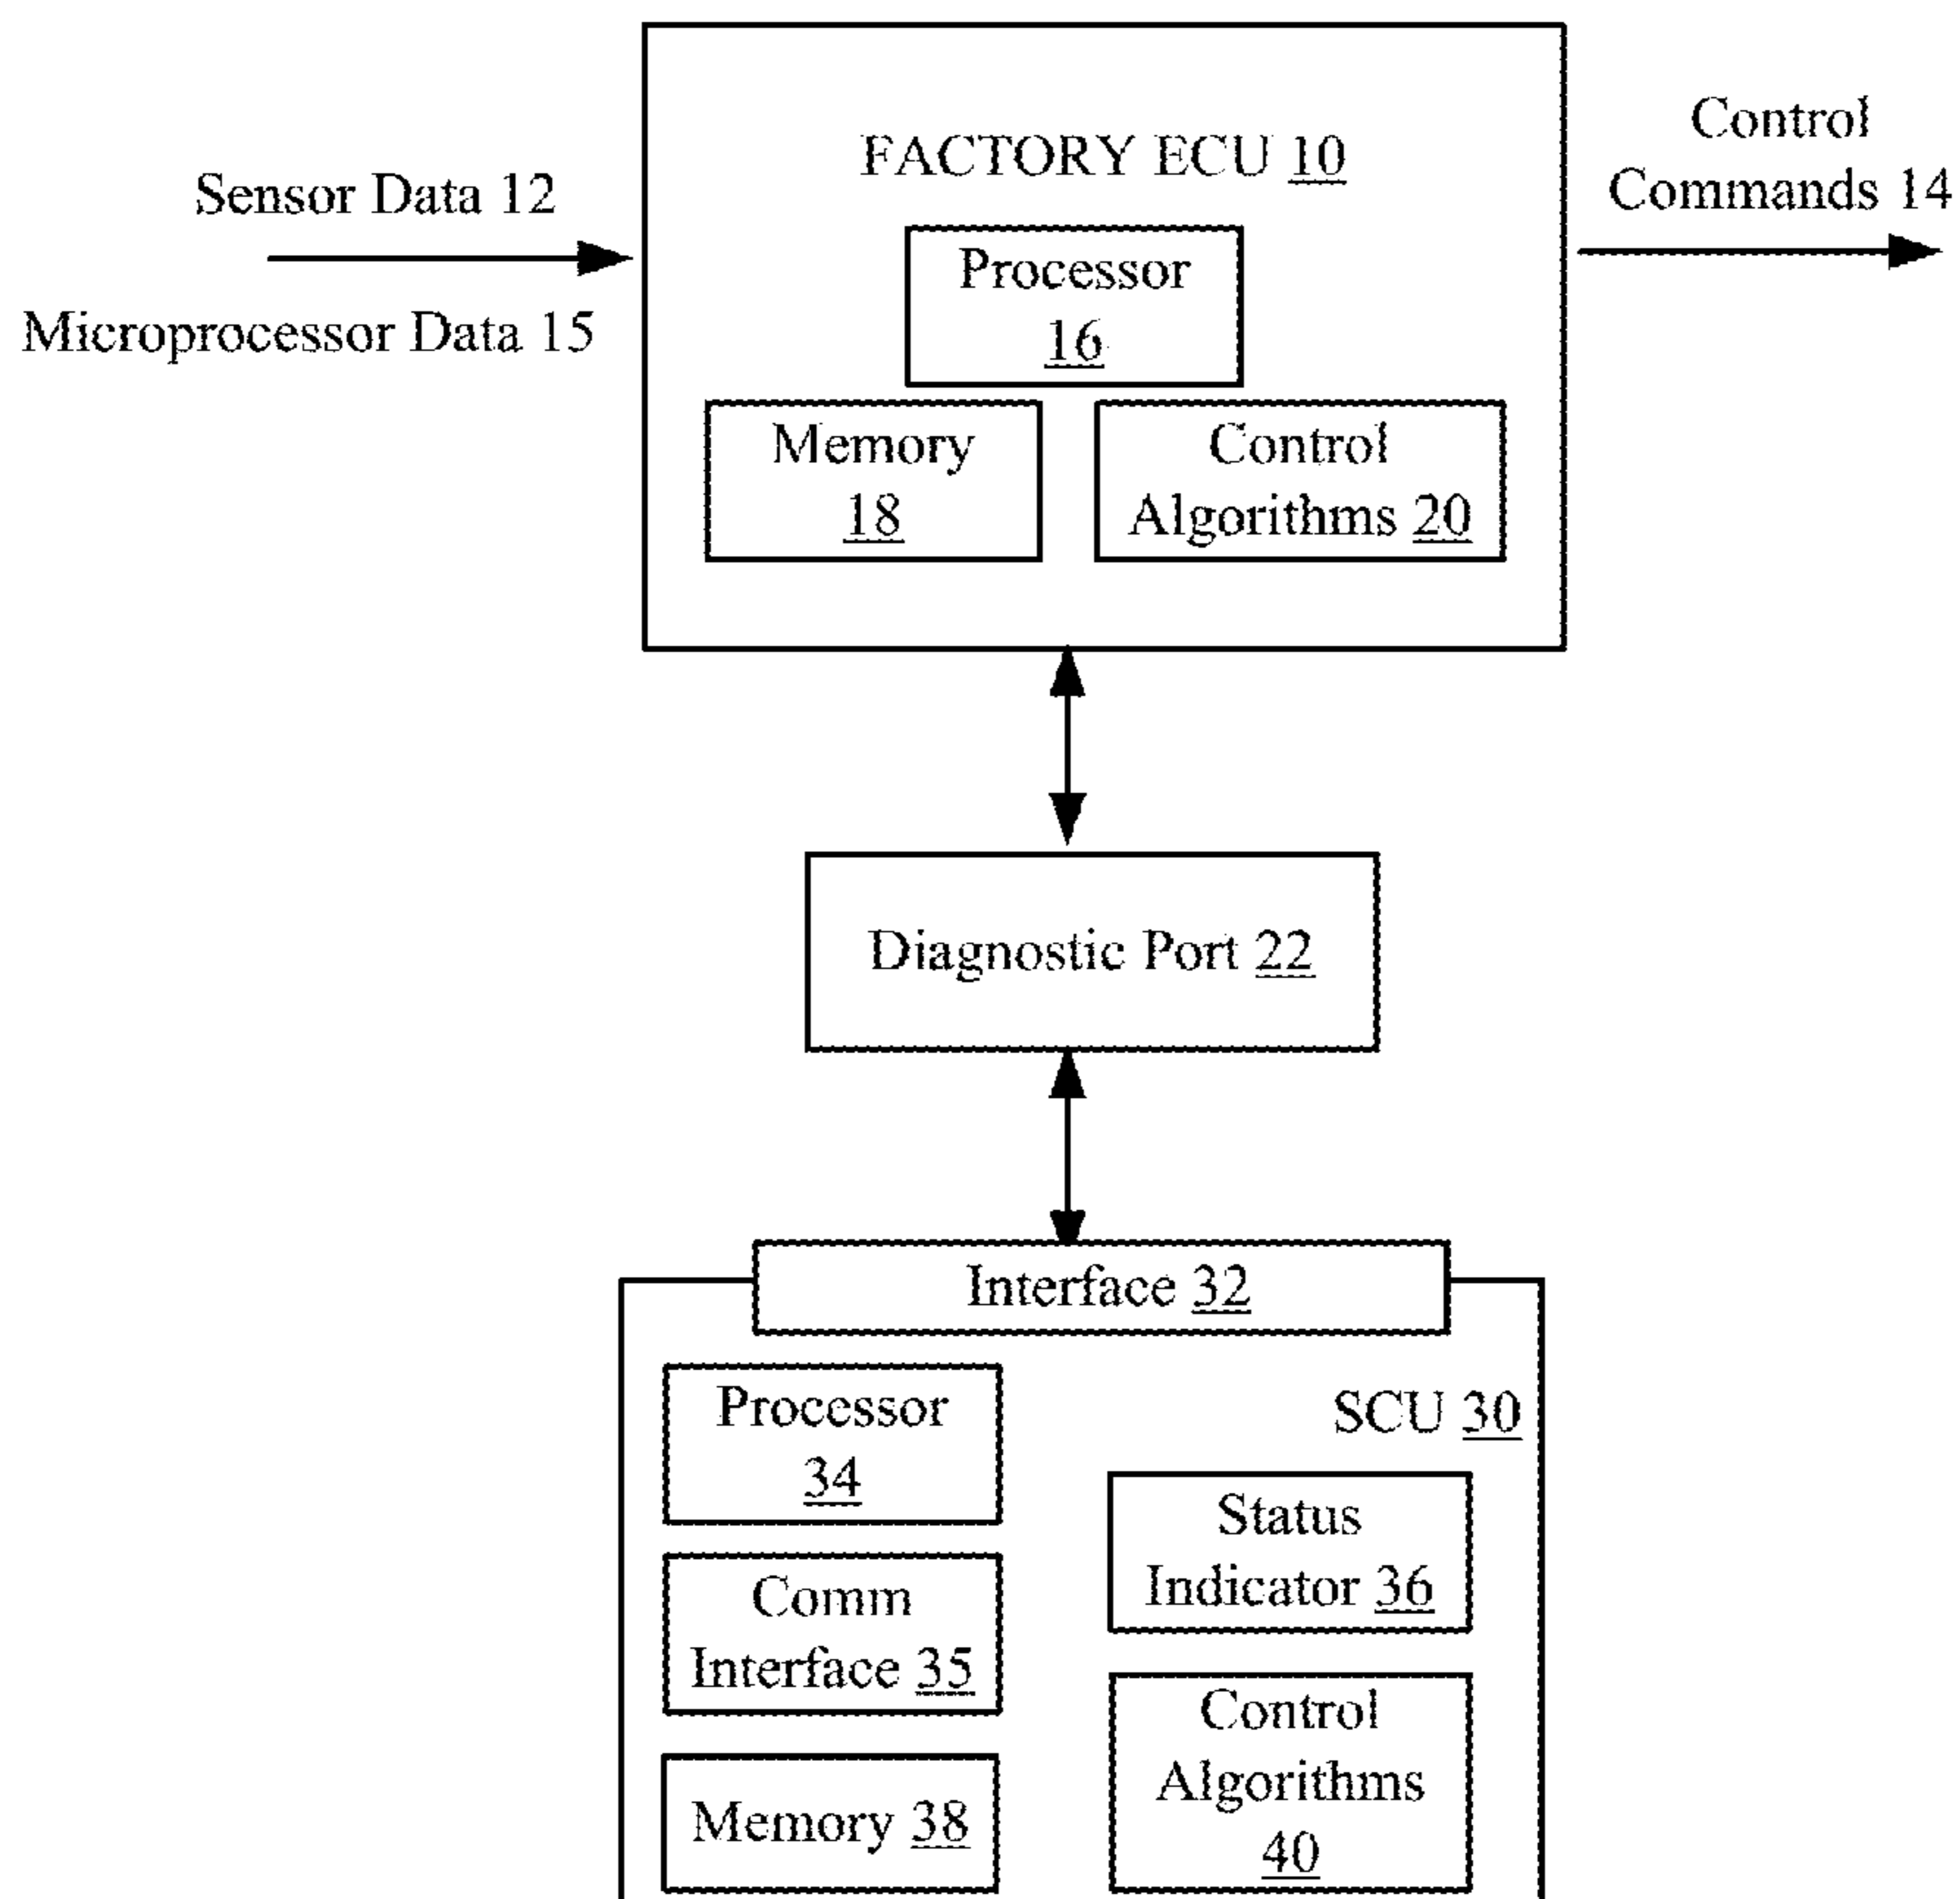 FACTORY ECU 10
Sensor Data 12
Microprocessor Data 15
Control
Commands 14
Processor
16
Memory
18
Control
Algorithms 20
Diagnostic Port 22
Interface 32
SCU 30
Processor
34
Comm
Interface 35
Memory 38
Status
Indicator 36
Control
Algorithms
40